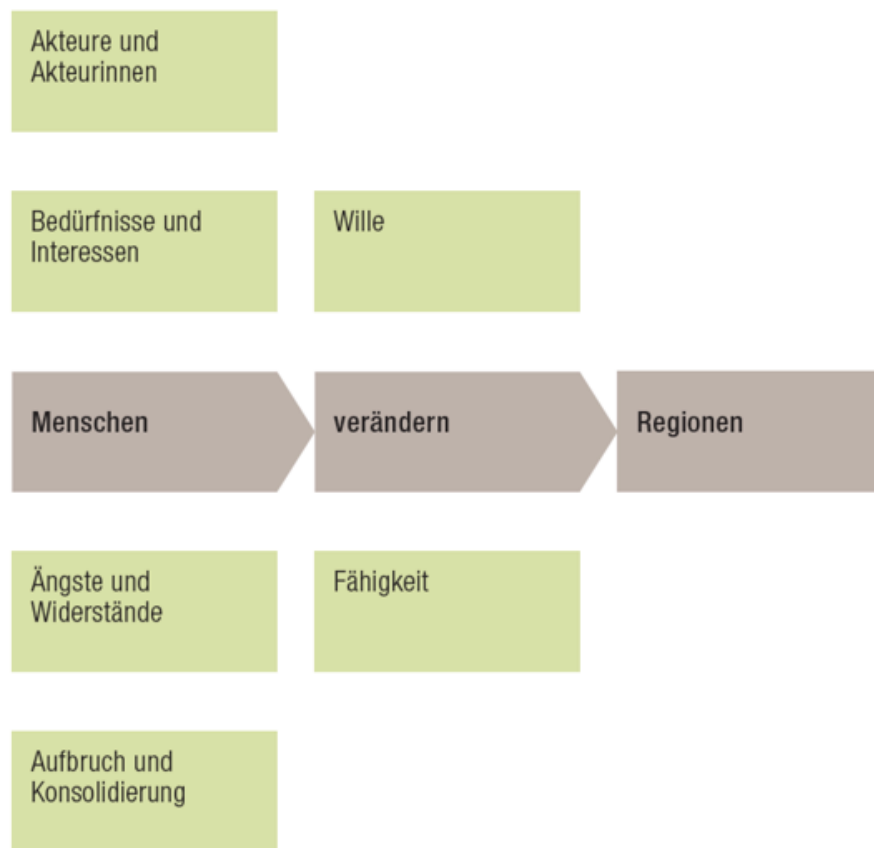 Akteure und
Akteurinnen
Bedürfnisse und
Interessen
Wille
Menschen
verändern
Regionen
Ängste und
Widerstände
Fähigkeit
Aufbruch und
Konsolidierung